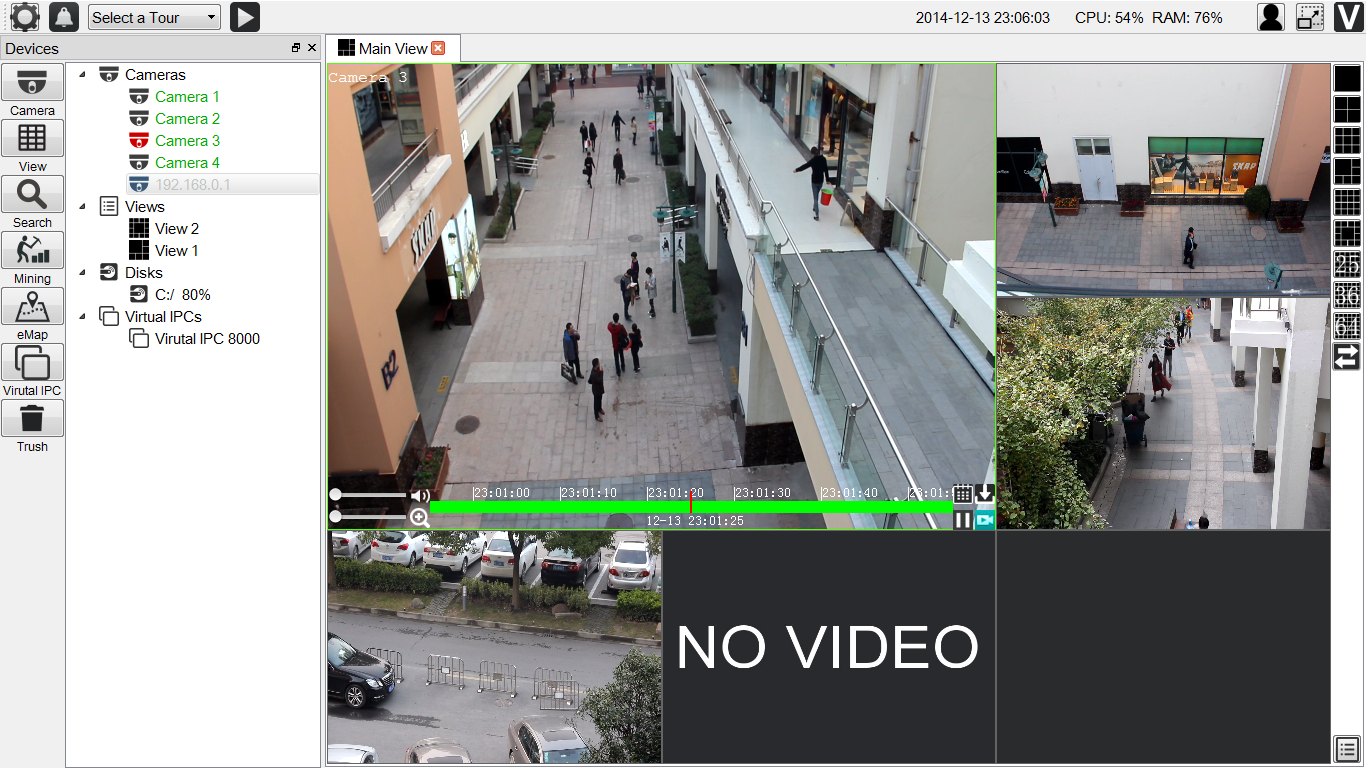 Select a Tour
2014-12-13 23:06:03 CPU: 54% RAM: 76%
Devices
Main View
Camera
View
Search
Mining
eMap
Virutal IPC
Trush
Cameras
Camera 1
Camera 2
Camera 3
Camera 4
192.168.0.1
Views
View 2
View 1
Disks
C:/ 80%
Virtual IPCs
Virutal IPC 8000
Camera 3
SKAP
B2
23:01:00 23:01:10 23:01:20 23:01:30 23:01:40 23:01:
12-13 23:01:25
SKAP
NO VIDEO
25
36
64